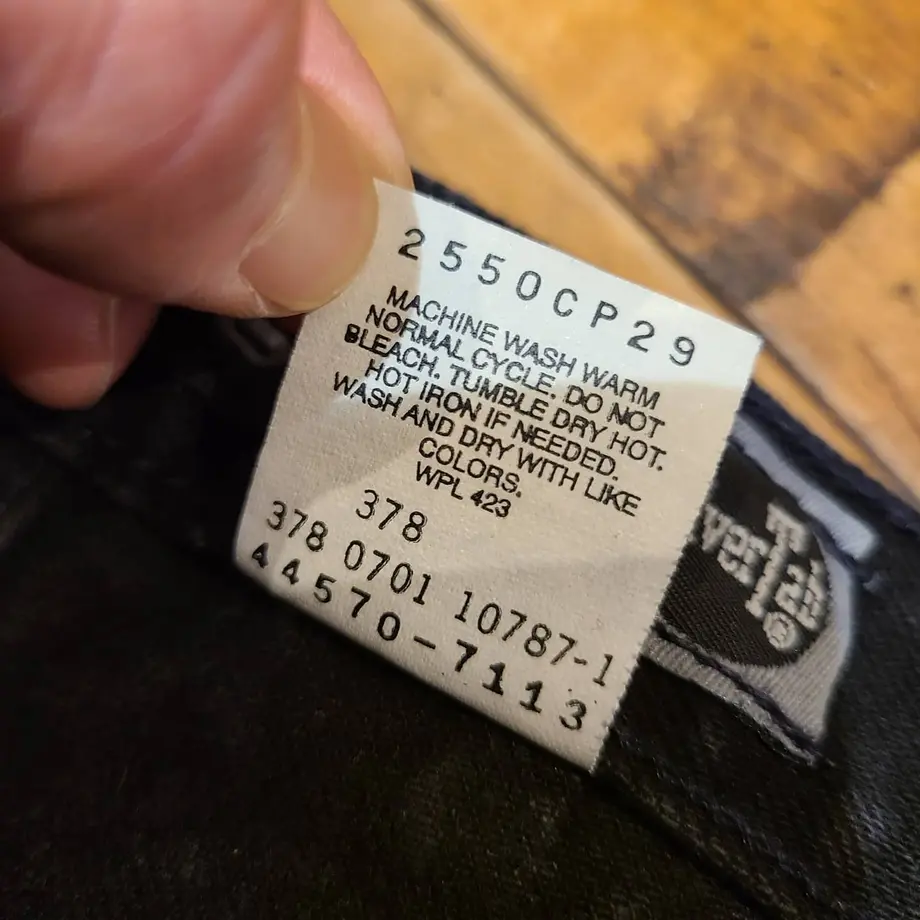 2550CP29
MACHINE WASH WARM
NORMAL CYCLE. DO NOT
BLEACH. TUMBLE DRY HOT.
HOT IRON IF NEEDED.
WASH AND DRY WITH LIKE
COLORS.
WPL 423
378
378 0701 10787-1
44570-7113
®